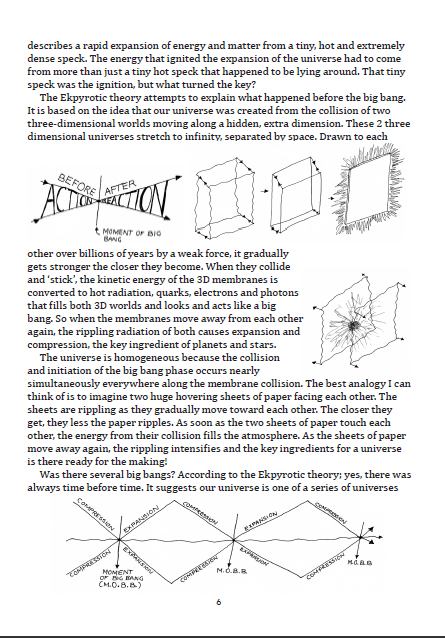 describes a rapid expansion of energy and matter from a tiny, hot and extremely
dense speck. The energy that ignited the expansion of the universe had to come
from more than just a tiny hot speck that happened to be lying around. That tiny
speck was the ignition, but what turned the key?
The Ekpyrotic theory attempts to explain what happened before the big bang.
It is based on the idea that our universe was created from the collision of two
three-dimensional worlds moving along a hidden, extra dimension. These 2 three
dimensional universes stretch to infinity, separated by space. Drawn to each
BEFORE AFTER
ACTION REACTION
MOMENT OF BIG
BANG
other over billions of years by a weak force, it gradually
gets stronger the closer they become. When they collide
and ‘stick’, the kinetic energy of the 3D membranes is
converted to hot radiation, quarks, electrons and photons
that fills both 3D worlds and looks and acts like a big
bang. So when the membranes move away from each other
again, the rippling radiation of both causes expansion and
compression, the key ingredient of planets and stars.
The universe is homogeneous because the collision
and initiation of the big bang phase occurs nearly
simultaneously everywhere along the membrane collision. The best analogy I can
think of is to imagine two huge hovering sheets of paper facing each other. The
sheets are rippling as they gradually move toward each other. The closer they
get, they less the paper ripples. As soon as the two sheets of paper touch each
other, the energy from their collision fills the atmosphere. As the sheets of paper
move away again, the rippling intensifies and the key ingredients for a universe
is there ready for the making!
Was there several big bangs? According to the Ekpyrotic theory; yes, there was
always time before time. It suggests our universe is one of a series of universes
COMPRESSION EXPANSION COMPRESSION EXPANSION COMPRESSION
COMPRESSION EXPANSION COMPRESSION EXPANSION COMPRESSION
MOMENT
OF BIG BANG
(M.O.B.B.)
M.O.B.B
M.O.B.B
6